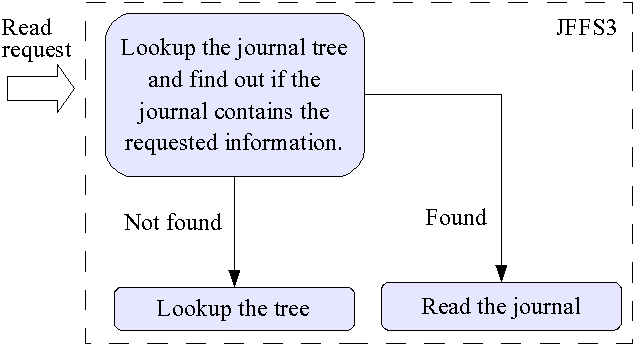 Read
request
JFFS3
Lookup the journal tree
and find out if the
journal contains the
requested information.
Not found
Found
Lookup the tree
Read the journal